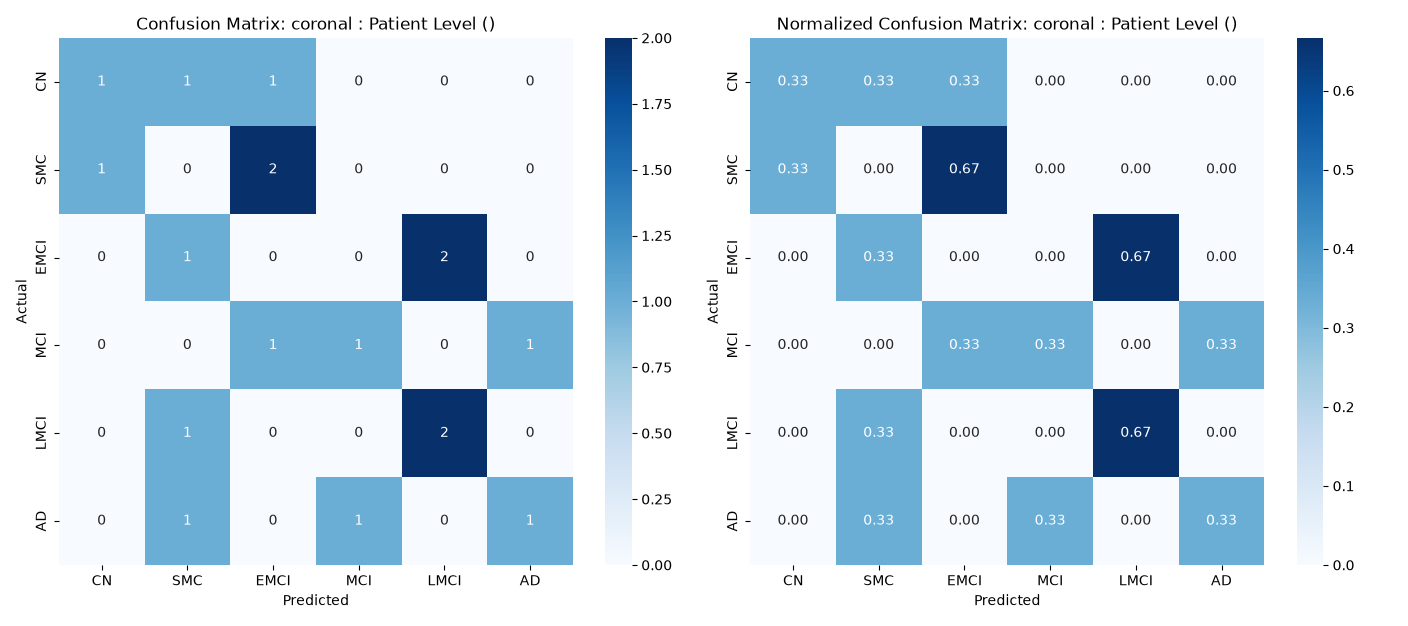 Confusion Matrix: coronal : Patient Level ()
Actual
CN 1 1 1 0 0 0
SMC 1 0 2 0 0 0
EMCI 0 1 0 0 2 0
MCI 0 0 1 1 0 1
LMCI 0 1 0 0 2 0
AD 0 1 0 1 0 1
CN SMC EMCI MCI LMCI AD
Predicted
2.00
1.75
1.50
1.25
1.00
0.75
0.50
0.25
0.00
Normalized Confusion Matrix: coronal : Patient Level ()
Actual
CN 0.33 0.33 0.33 0.00 0.00 0.00
SMC 0.33 0.00 0.67 0.00 0.00 0.00
EMCI 0.00 0.33 0.00 0.00 0.67 0.00
MCI 0.00 0.00 0.33 0.33 0.00 0.33
LMCI 0.00 0.33 0.00 0.00 0.67 0.00
AD 0.00 0.33 0.00 0.33 0.00 0.33
CN SMC EMCI MCI LMCI AD
Predicted
0.6
0.5
0.4
0.3
0.2
0.1
0.0